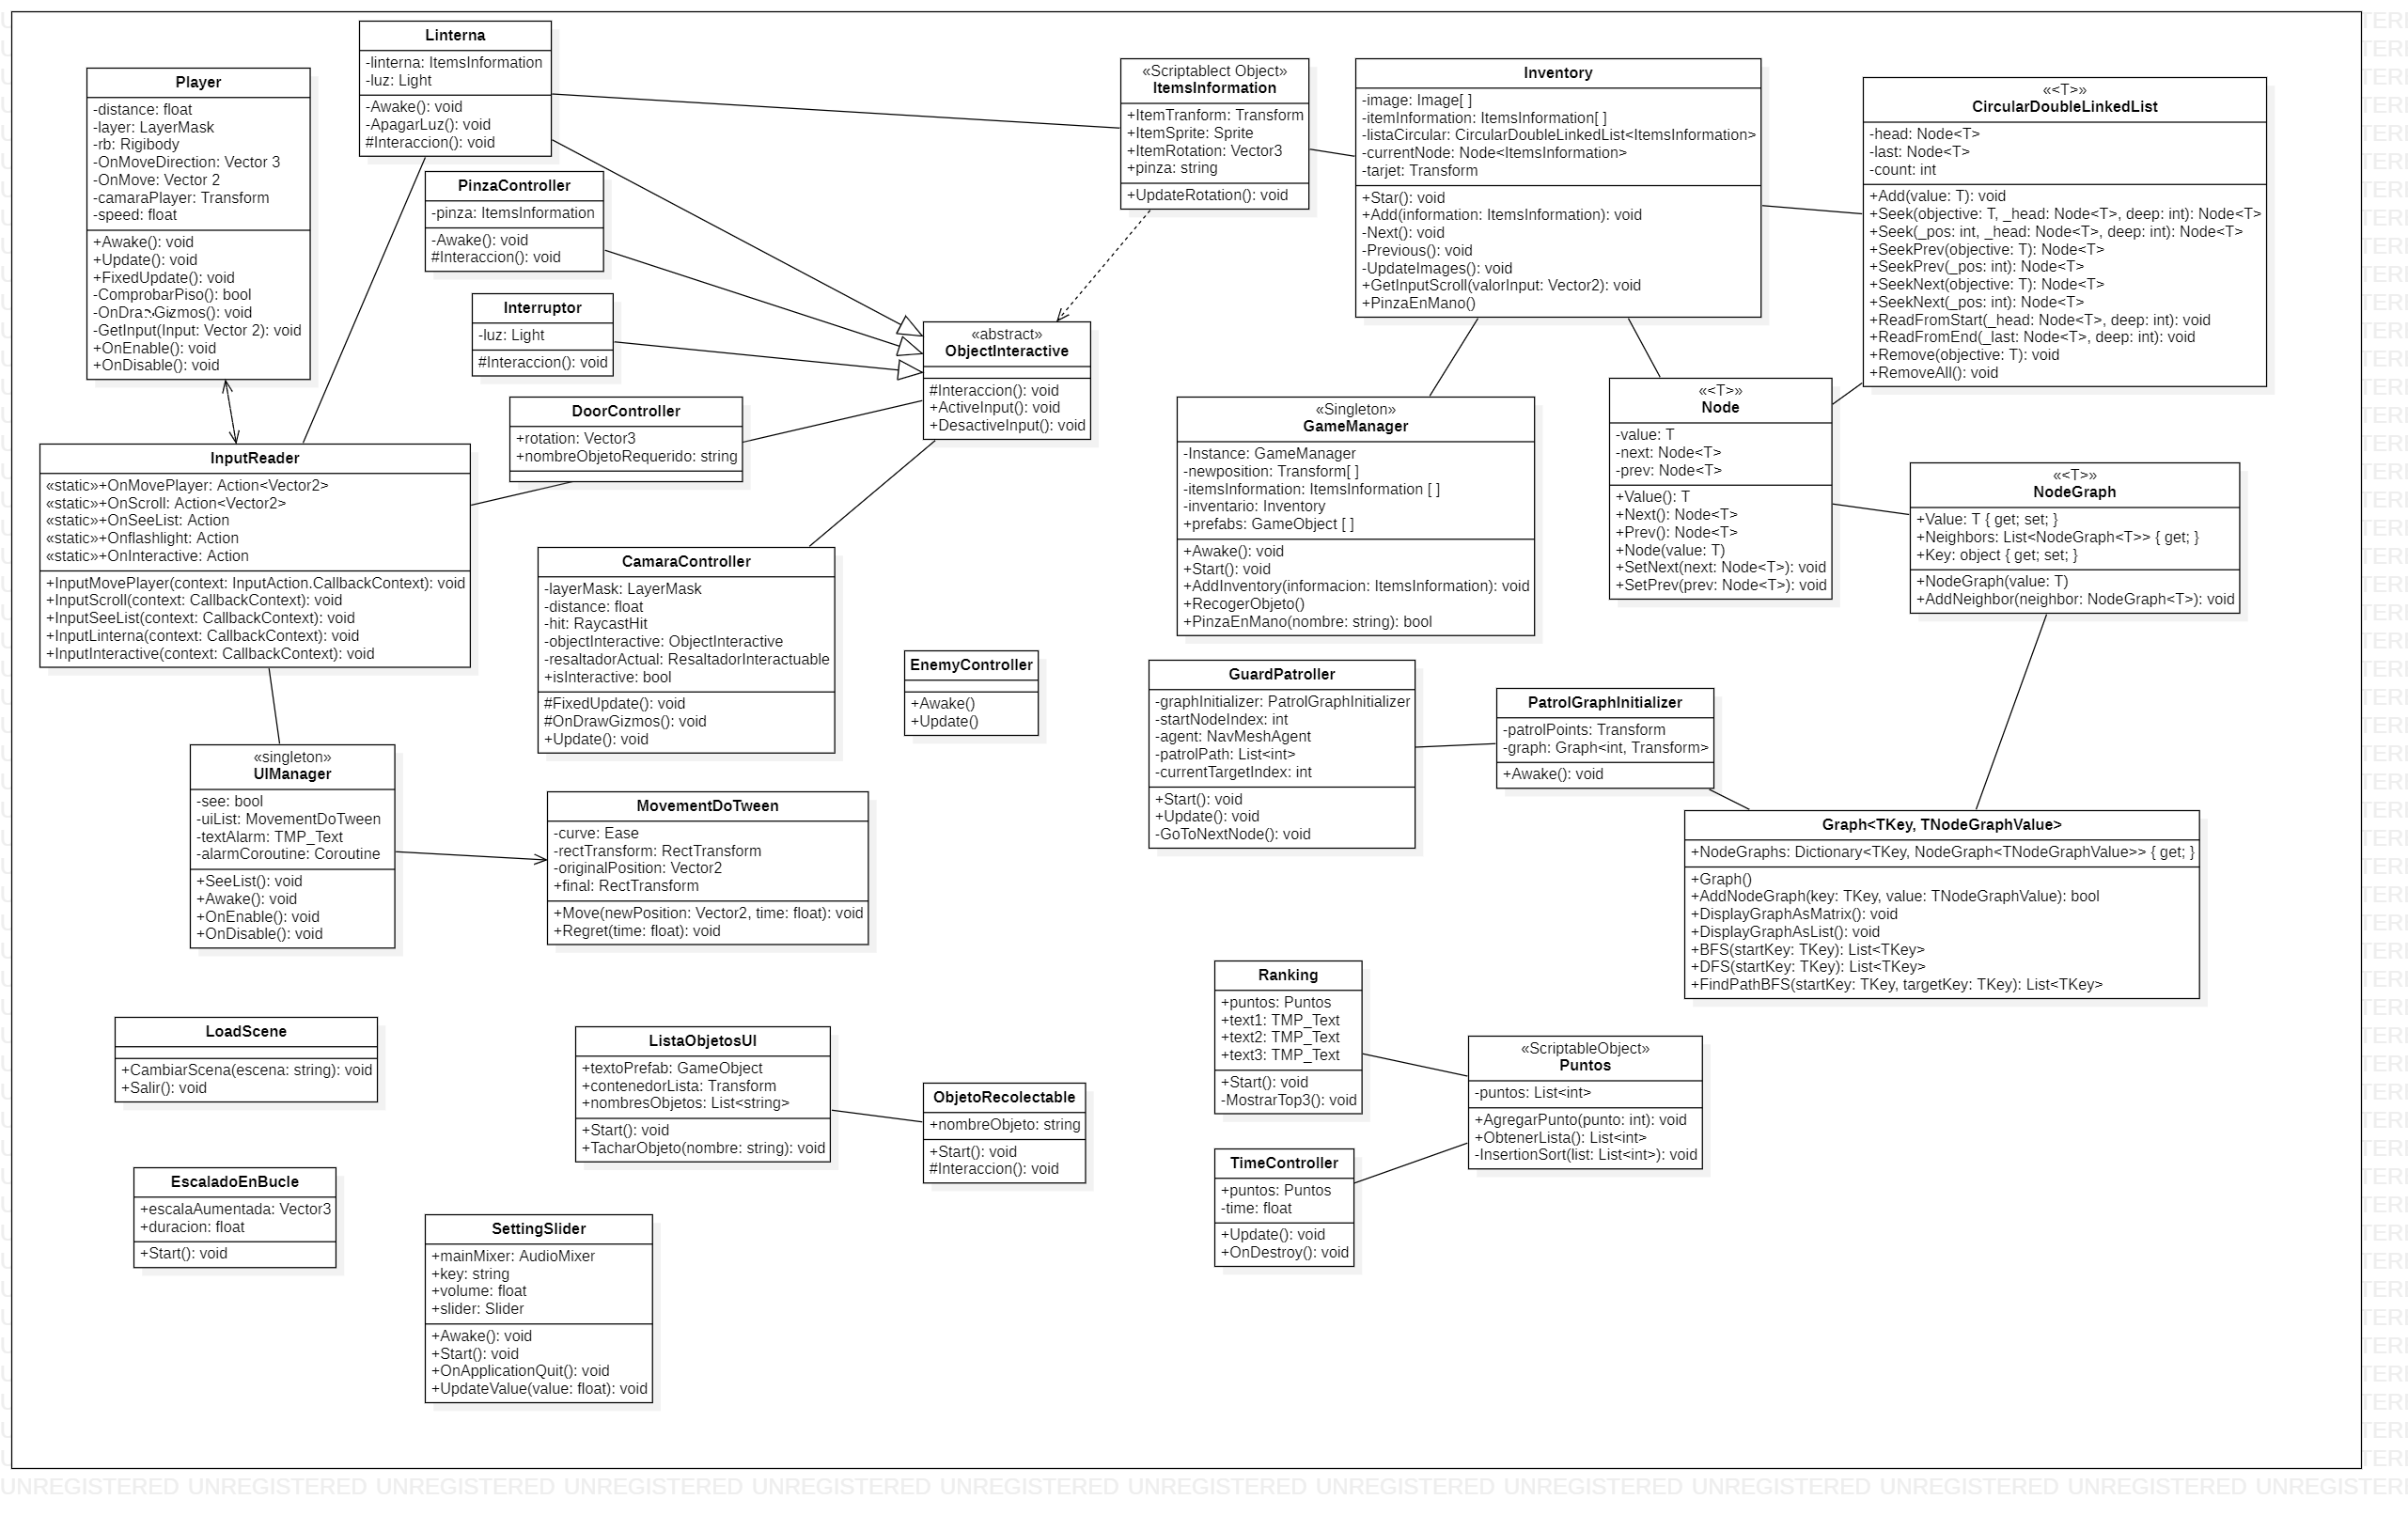 Linterna
-linterna: ItemsInformation
-luz: Light
-Awake(): void
-ApagarLuz(): void
#Interaccion(): void
Player
-distance: float
-layer: LayerMask
-rb: Rigibody
-OnMoveDirection: Vector 3
-OnMove: Vector 2
-camaraPlayer: Transform
-speed: float
+Awake(): void
+Update(): void
+FixedUpdate(): void
-ComprobarPiso(): bool
-OnDrawGizmos(): void
-GetInput(Input: Vector 2): void
+OnEnable(): void
+OnDisable(): void
PinzaController
-pinza: ItemsInformation
-Awake(): void
#Interaccion(): void
Interruptor
-luz: Light
#Interaccion(): void
«abstract»
ObjectInteractive
#Interaccion(): void
+ActiveInput(): void
+DesactiveInput(): void
«Scriptablect Object»
ItemsInformation
+ItemTranform: Transform
+ItemSprite: Sprite
+ItemRotation: Vector3
+pinza: string
+UpdateRotation(): void
Inventory
-image: Image[ ]
-itemInformation: ItemsInformation[ ]
-listaCircular: CircularDoubleLinkedList<ItemsInformation>
-currentNode: Node<ItemsInformation>
-tarjet: Transform
+Star(): void
+Add(information: ItemsInformation): void
-Next(): void
-Previous(): void
-UpdateImages(): void
+GetInputScroll(valorInput: Vector2): void
+PinzaEnMano()
«<T>»
CircularDoubleLinkedList
-head: Node<T>
-last: Node<T>
-count: int
+Add(value: T): void
+Seek(objective: T, _head: Node<T>, deep: int): Node<T>
+Seek(_pos: int, _head: Node<T>, deep: int): Node<T>
+SeekPrev(objective: T): Node<T>
+SeekPrev(_pos: int): Node<T>
+SeekNext(objective: T): Node<T>
+SeekNext(_pos: int): Node<T>
+ReadFromStart(_head: Node<T>, deep: int): void
+ReadFromEnd(_last: Node<T>, deep: int): void
+Remove(objective: T): void
+RemoveAll(): void
DoorController
+rotation: Vector3
+nombreObjetoRequerido: string
InputReader
«static»+OnMovePlayer: Action<Vector2>
«static»+OnScroll: Action<Vector2>
«static»+OnSeeList: Action
«static»+Onflashlight: Action
«static»+OnInteractive: Action
+InputMovePlayer(context: InputAction.CallbackContext): void
+InputScroll(context: CallbackContext): void
+InputSeeList(context: CallbackContext): void
+InputLinterna(context: CallbackContext): void
+InputInteractive(context: CallbackContext): void
«Singleton»
GameManager
-Instance: GameManager
-newposition: Transform[ ]
-itemsInformation: ItemsInformation [ ]
-inventario: Inventory
+prefabs: GameObject [ ]
+Awake(): void
+Start(): void
+AddInventory(informacion: ItemsInformation): void
+RecogerObjeto()
+PinzaEnMano(nombre: string): bool
«<T>»
Node
-value: T
-next: Node<T>
-prev: Node<T>
+Value(): T
+Next(): Node<T>
+Prev(): Node<T>
+Node(value: T)
+SetNext(next: Node<T>): void
+SetPrev(prev: Node<T>): void
«<T>»
NodeGraph
+Value: T { get; set; }
+Neighbors: List<NodeGraph<T>> { get; }
+Key: object { get; set; }
+NodeGraph(value: T)
+AddNeighbor(neighbor: NodeGraph<T>): void
CamaraController
-layerMask: LayerMask
-distance: float
-hit: RaycastHit
-objectInteractive: ObjectInteractive
-resaltadorActual: ResaltadorInteractuable
+isInteractive: bool
#FixedUpdate(): void
#OnDrawGizmos(): void
+Update(): void
EnemyController
+Awake()
+Update()
GuardPatroller
-graphInitializer: PatrolGraphInitializer
-startNodeIndex: int
-agent: NavMeshAgent
-patrolPath: List<int>
-currentTargetIndex: int
+Start(): void
+Update(): void
-GoToNextNode(): void
PatrolGraphInitializer
-patrolPoints: Transform
-graph: Graph<int, Transform>
+Awake(): void
Graph<TKey, TNodeGraphValue>
+NodeGraphs: Dictionary<TKey, NodeGraph<TNodeGraphValue>> { get; }
+Graph()
+AddNodeGraph(key: TKey, value: TNodeGraphValue): bool
+DisplayGraphAsMatrix(): void
+DisplayGraphAsList(): void
+BFS(startKey: TKey): List<TKey>
+DFS(startKey: TKey): List<TKey>
+FindPathBFS(startKey: TKey, targetKey: TKey): List<TKey>
«singleton»
UIManager
-see: bool
-uiList: MovementDoTween
-textAlarm: TMP_Text
-alarmCoroutine: Coroutine
+SeeList(): void
+Awake(): void
+OnEnable(): void
+OnDisable(): void
MovementDoTween
-curve: Ease
-rectTransform: RectTransform
-originalPosition: Vector2
+final: RectTransform
+Move(newPosition: Vector2, time: float): void
+Regret(time: float): void
LoadScene
+CambiarScena(escena: string): void
+Salir(): void
ListaObjetosUI
+textoPrefab: GameObject
+contenedorLista: Transform
+nombresObjetos: List<string>
+Start(): void
+TacharObjeto(nombre: string): void
ObjetoRecolectable
+nombreObjeto: string
+Start(): void
#Interaccion(): void
Ranking
+puntos: Puntos
+text1: TMP_Text
+text2: TMP_Text
+text3: TMP_Text
+Start(): void
-MostrarTop3(): void
«ScriptableObject»
Puntos
-puntos: List<int>
+AgregarPunto(punto: int): void
+ObtenerLista(): List<int>
-InsertionSort(list: List<int>): void
TimeController
+puntos: Puntos
-time: float
+Update(): void
+OnDestroy(): void
EscaladoEnBucle
+escalaAumentada: Vector3
+duracion: float
+Start(): void
SettingSlider
+mainMixer: AudioMixer
+key: string
+volume: float
+slider: Slider
+Awake(): void
+Start(): void
+OnApplicationQuit(): void
+UpdateValue(value: float): void
UNREGISTERED UNREGISTERED UNREGISTERED UNREGISTERED UNREGISTERED UNREGISTERED UNREGISTERED UNREGISTERED UNREGISTERED UNREGISTERED UNREGISTERED UNREGISTERED